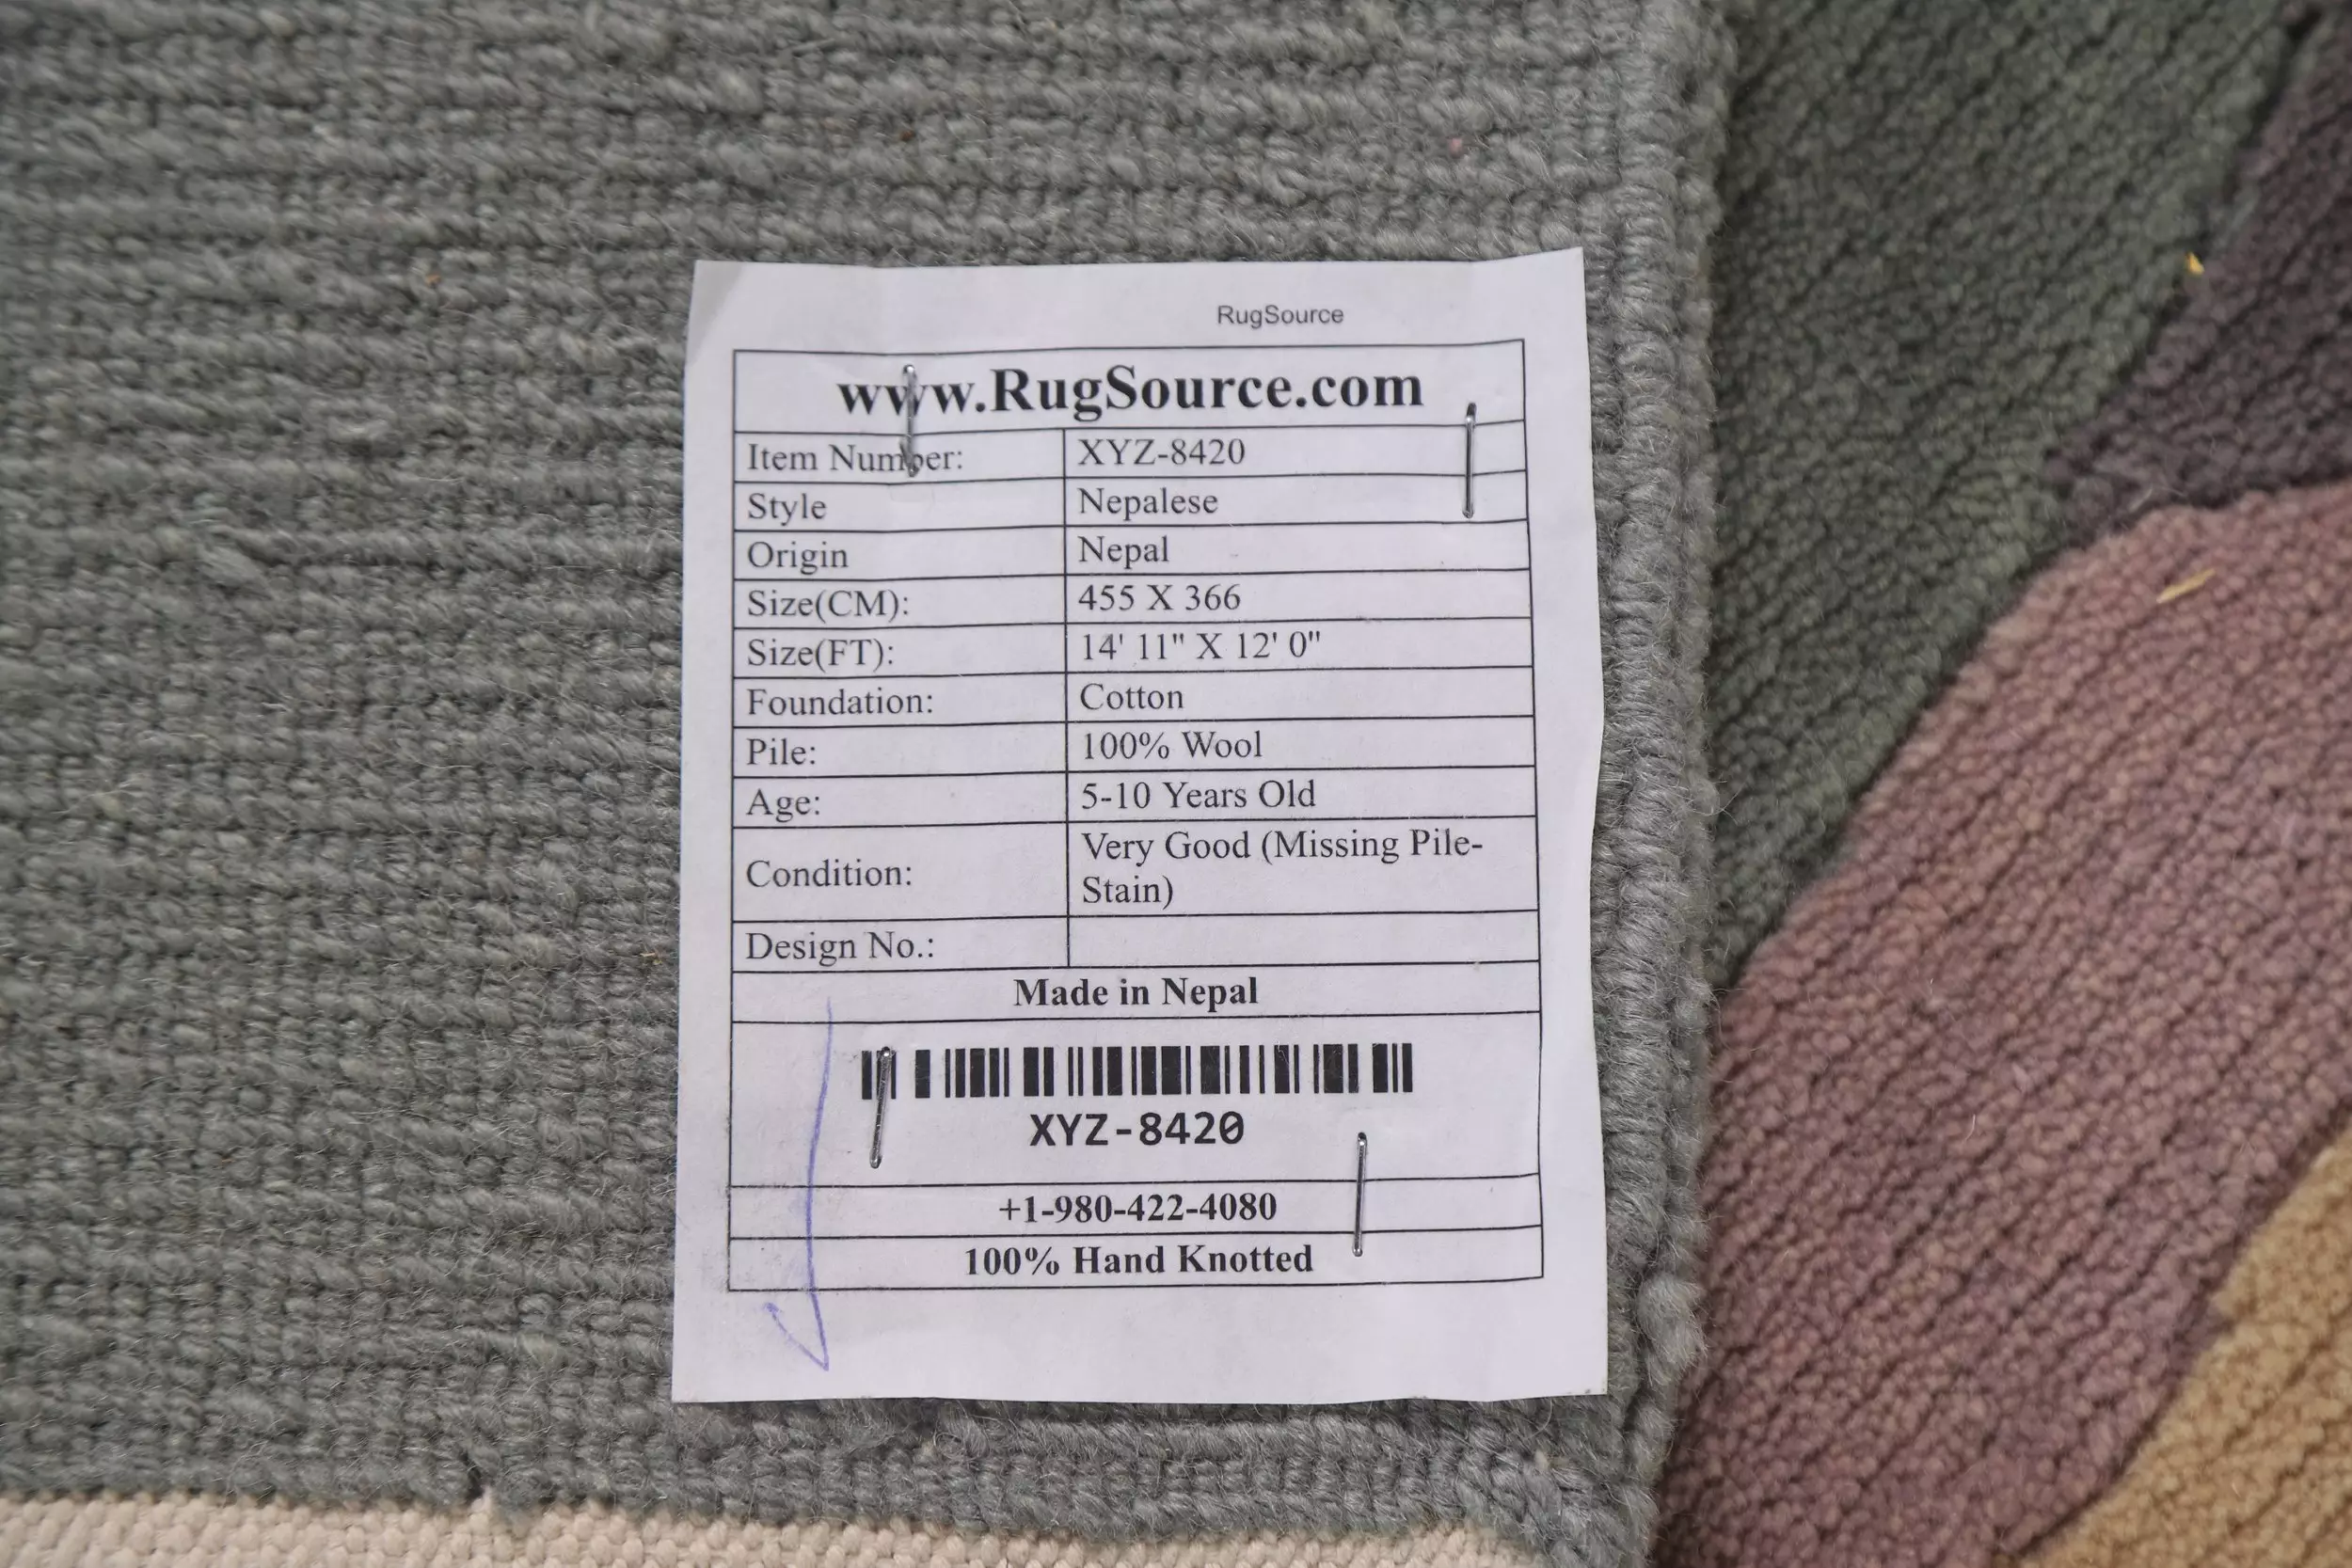 RugSource
www.RugSource.com
Item Number: XYZ-8420
Style Nepalese
Origin Nepal
Size(CM): 455 X 366
Size(FT): 14' 11" X 12' 0"
Foundation: Cotton
Pile: 100% Wool
Age: 5-10 Years Old
Condition: Very Good (Missing Pile-
Stain)
Design No.:
Made in Nepal
XYZ-8420
+1-980-422-4080
100% Hand Knotted